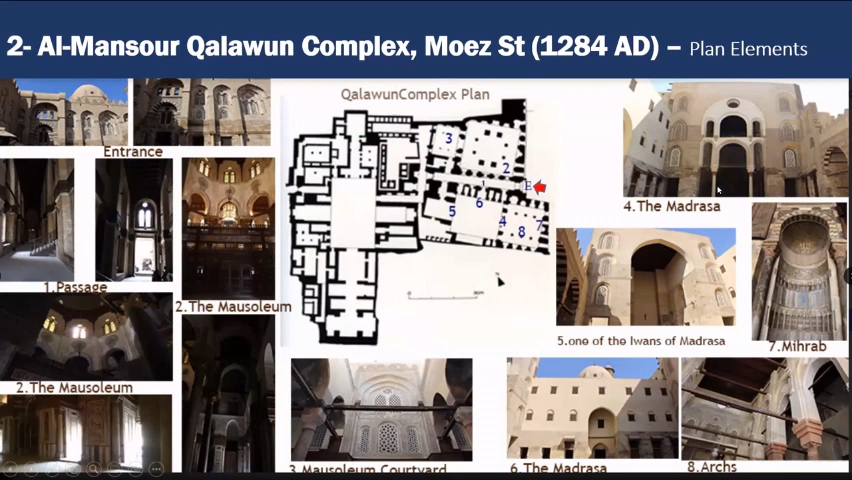 2- Al-Mansour Qalawun Complex, Moez St (1284 AD) – Plan Elements
QalawunComplex Plan
Entrance
1.Passage
2.The Mausoleum
2.The Mausoleum
3
2
1
E
6
5
4
7
8
4.The Madrasa
5.one of the Iwans of Madrasa
7.Mihrab
3.Mausoleum Courtyard
6.The Madrasa
8.Archs